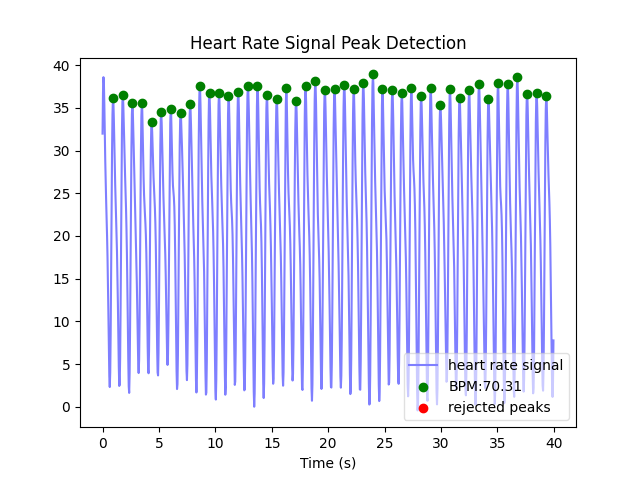 Heart Rate Signal Peak Detection
40
35
30
25
20
15
10
5
0
heart rate signal
BPM:70.31
rejected peaks
0 5 10 15 20 25 30 35 40
Time (s)